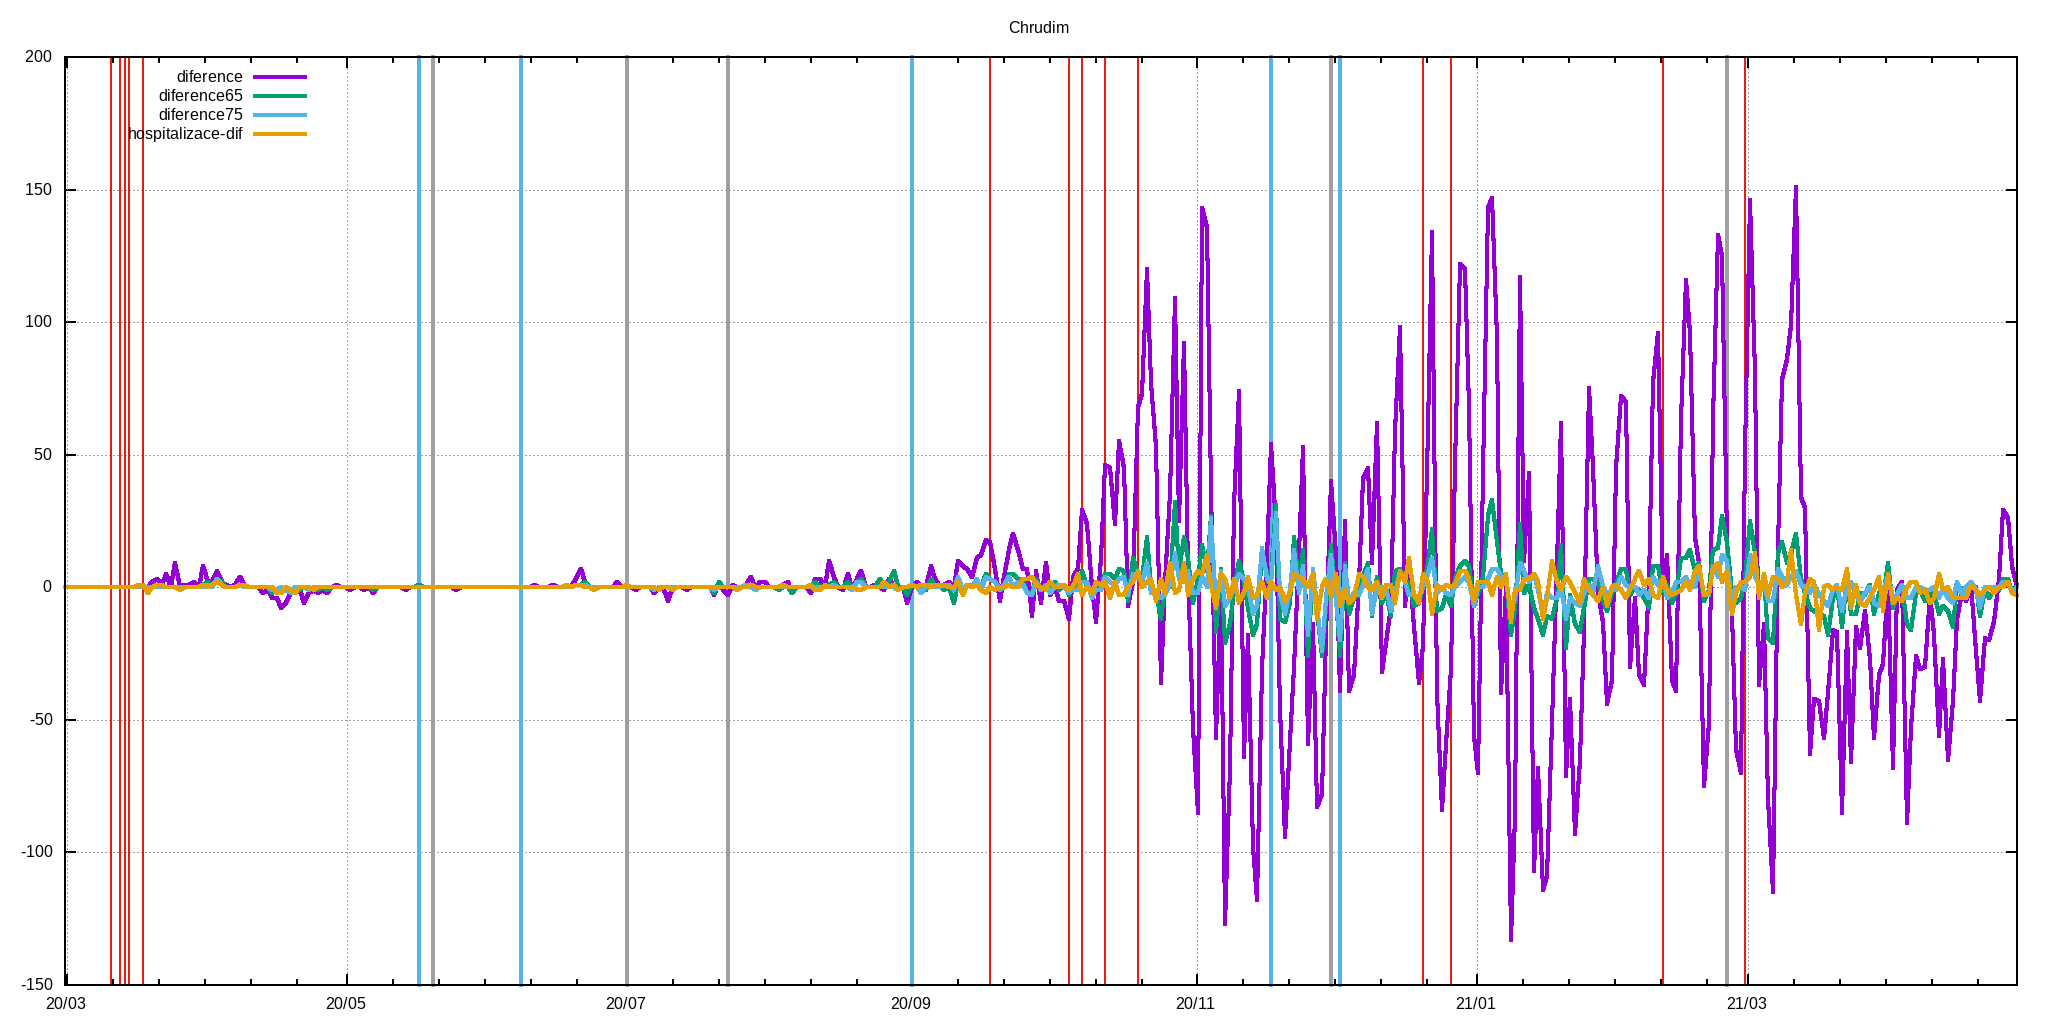 Chrudim
200
150
100
50
0
-50
-100
-150
diference
diference65
diference75
hospitalizace-dif
20/03 20/05 20/07 20/09 20/11 21/01 21/03